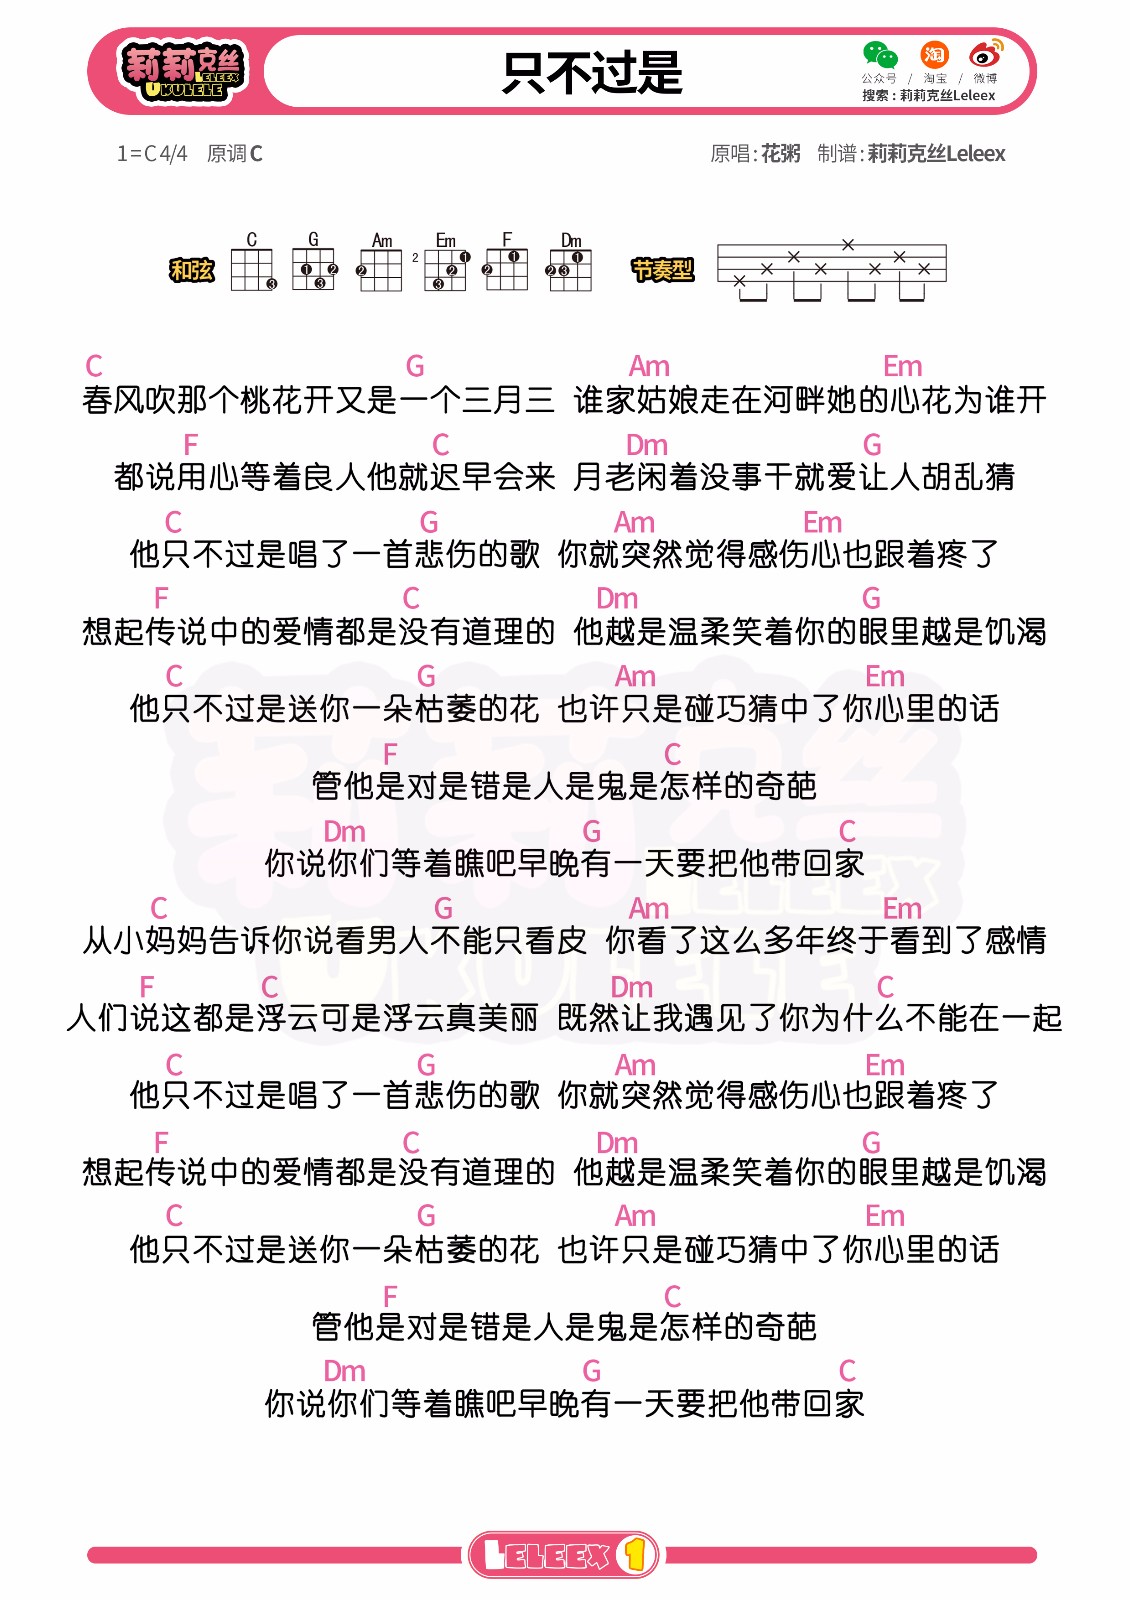 莉莉克丝
LELEEX
UKULELE
只不过是
公众号 / 淘宝 / 微博
搜索：莉莉克丝Leleex
1=C 4/4 原调 C
原唱：花粥 制谱：莉莉克丝Leleex
C G Am Em F Dm
和弦 2 节奏型
C G Am Em
春风吹那个桃花开又是一个三月三 谁家姑娘走在河畔她的心花为谁开
F C Dm G
都说用心等着良人他就迟早会来 月老闲着没事干就爱让人胡乱猜
C G Am Em
他只不过是唱了一首悲伤的歌 你就突然觉得感伤心也跟着疼了
F C Dm G
想起传说中的爱情都是没有道理的 他越是温柔笑着你的眼里越是饥渴
C G Am Em
他只不过是送你一朵枯萎的花 也许只是碰巧猜中了你心里的话
F C
管他是对是错是人是鬼是怎样的奇葩
Dm G C
你说你们等着瞧吧早晚有一天要把他带回家
C G Am Em
从小妈妈告诉你说看男人不能只看皮 你看了这么多年终于看到了感情
F C Dm C
人们说这都是浮云可是浮云真美丽 既然让我遇见了你为什么不能在一起
C G Am Em
他只不过是唱了一首悲伤的歌 你就突然觉得感伤心也跟着疼了
F C Dm G
想起传说中的爱情都是没有道理的 他越是温柔笑着你的眼里越是饥渴
C G Am Em
他只不过是送你一朵枯萎的花 也许只是碰巧猜中了你心里的话
F C
管他是对是错是人是鬼是怎样的奇葩
Dm G C
你说你们等着瞧吧早晚有一天要把他带回家
LELEEX 1